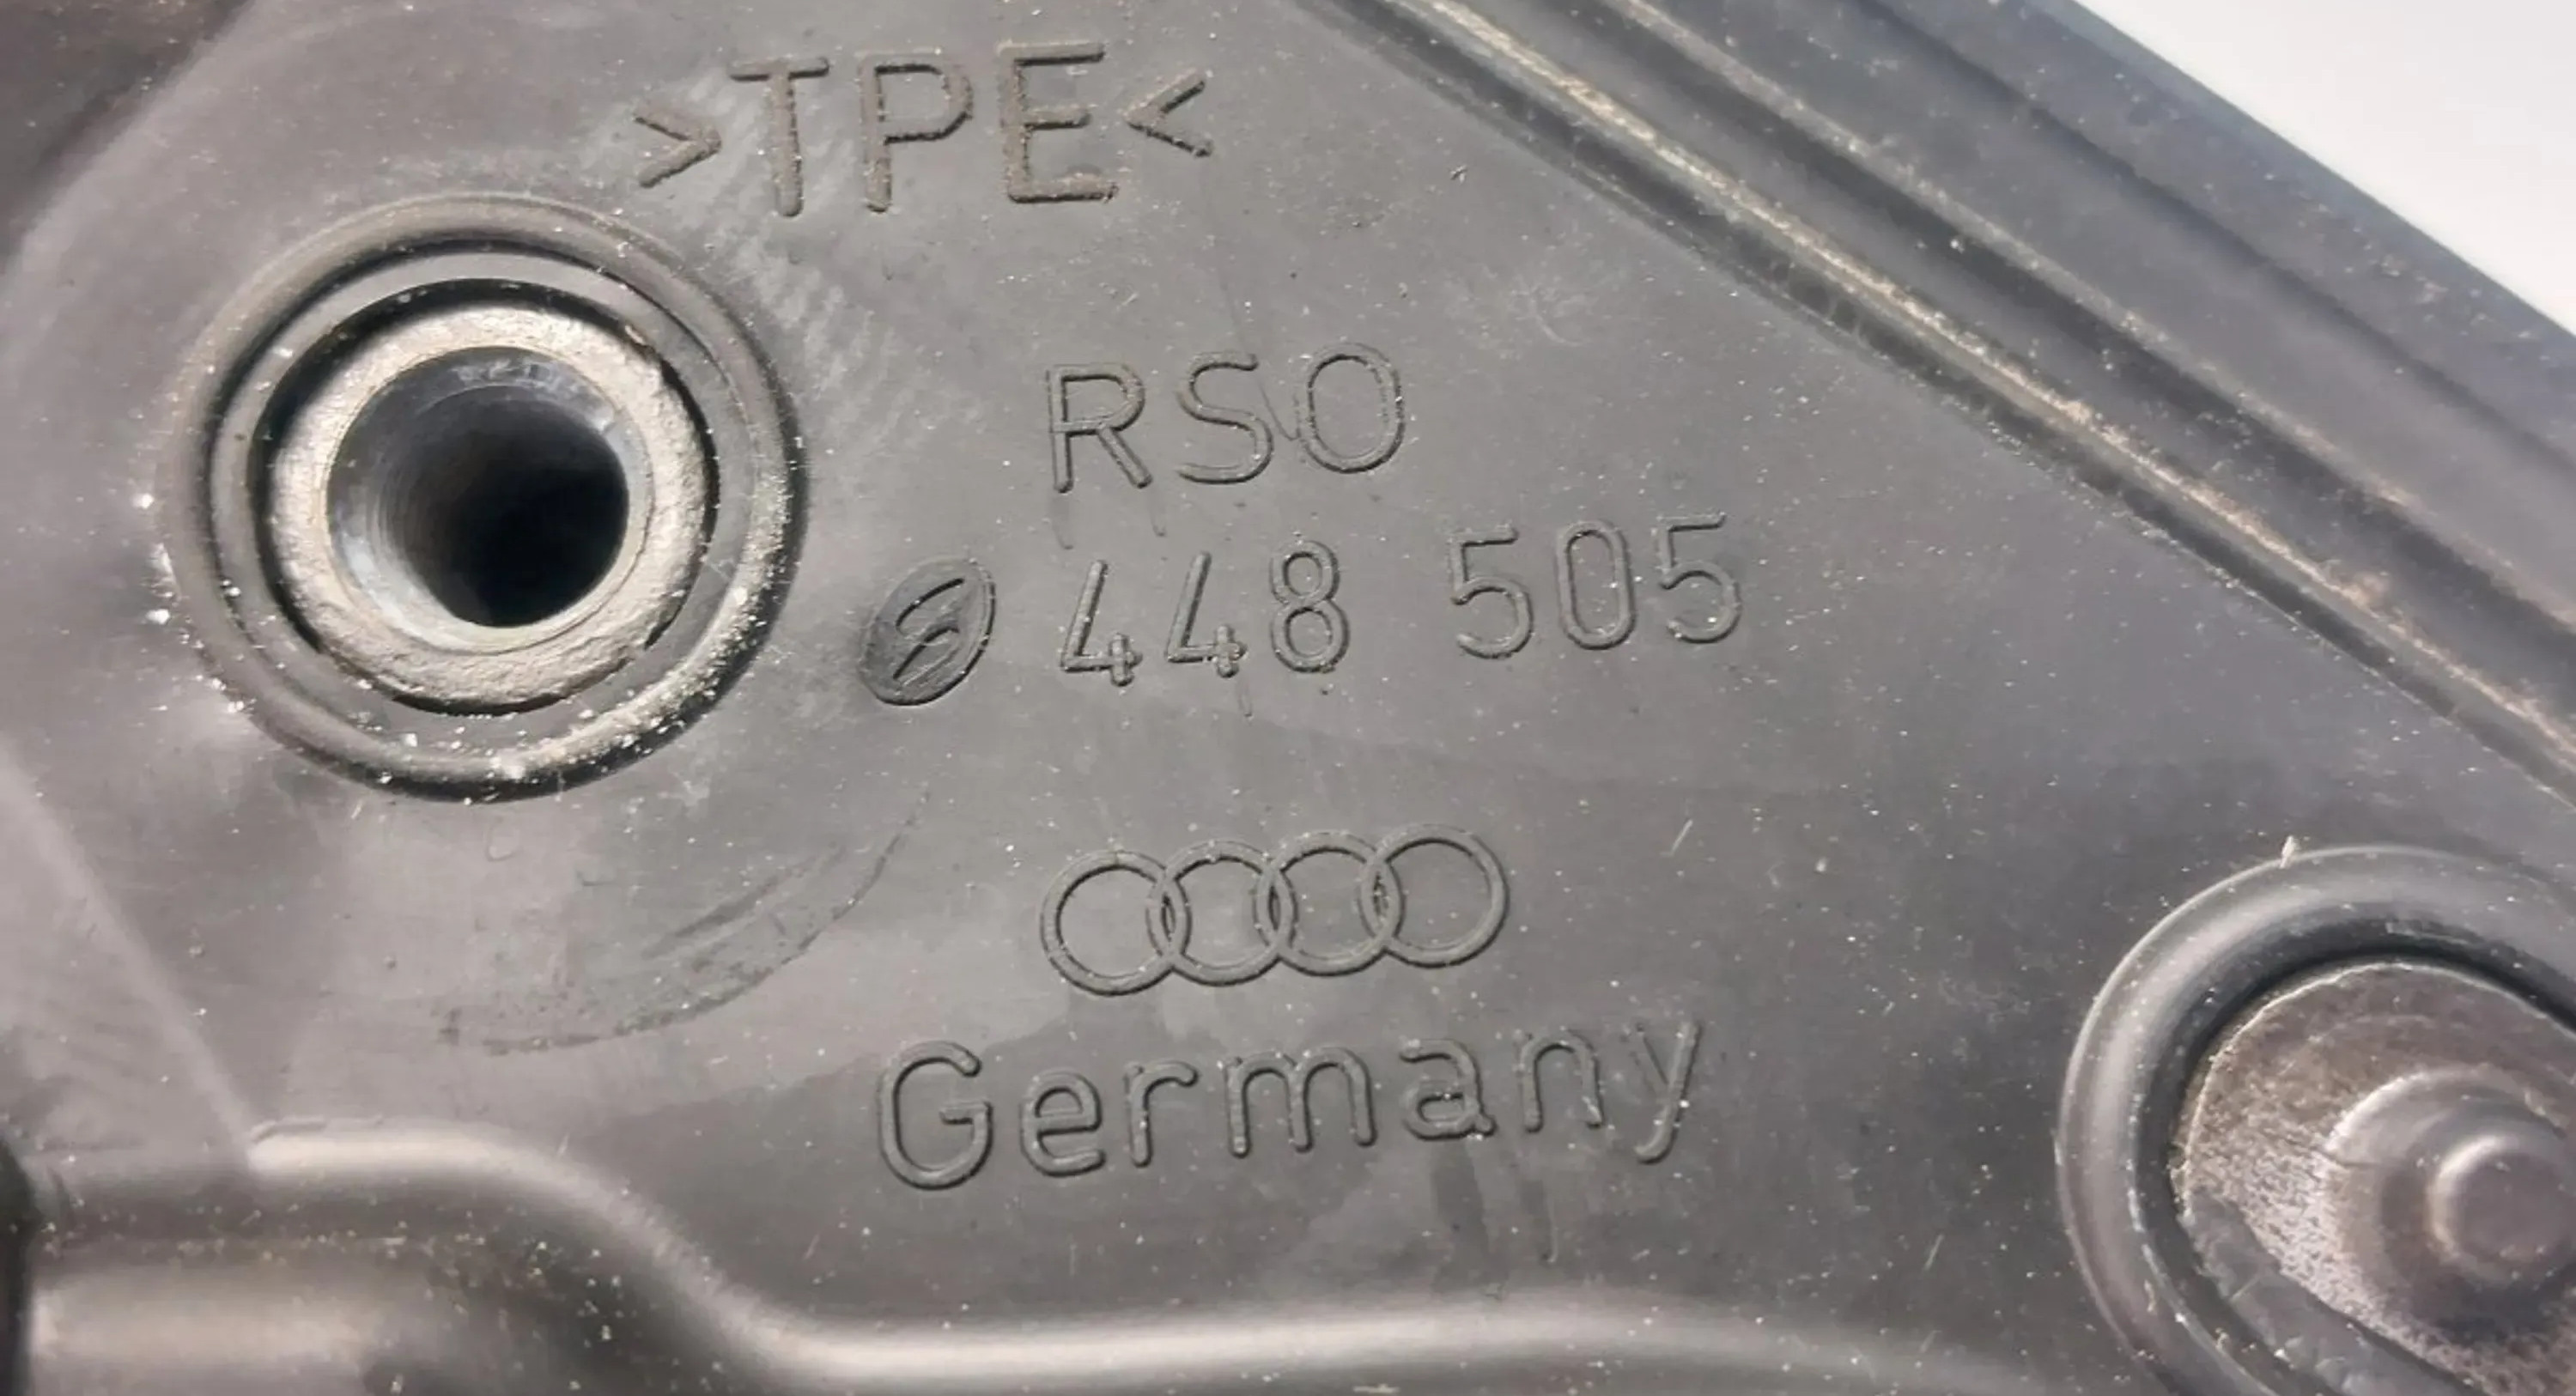 >TPE<
RSO
448 505
Germany